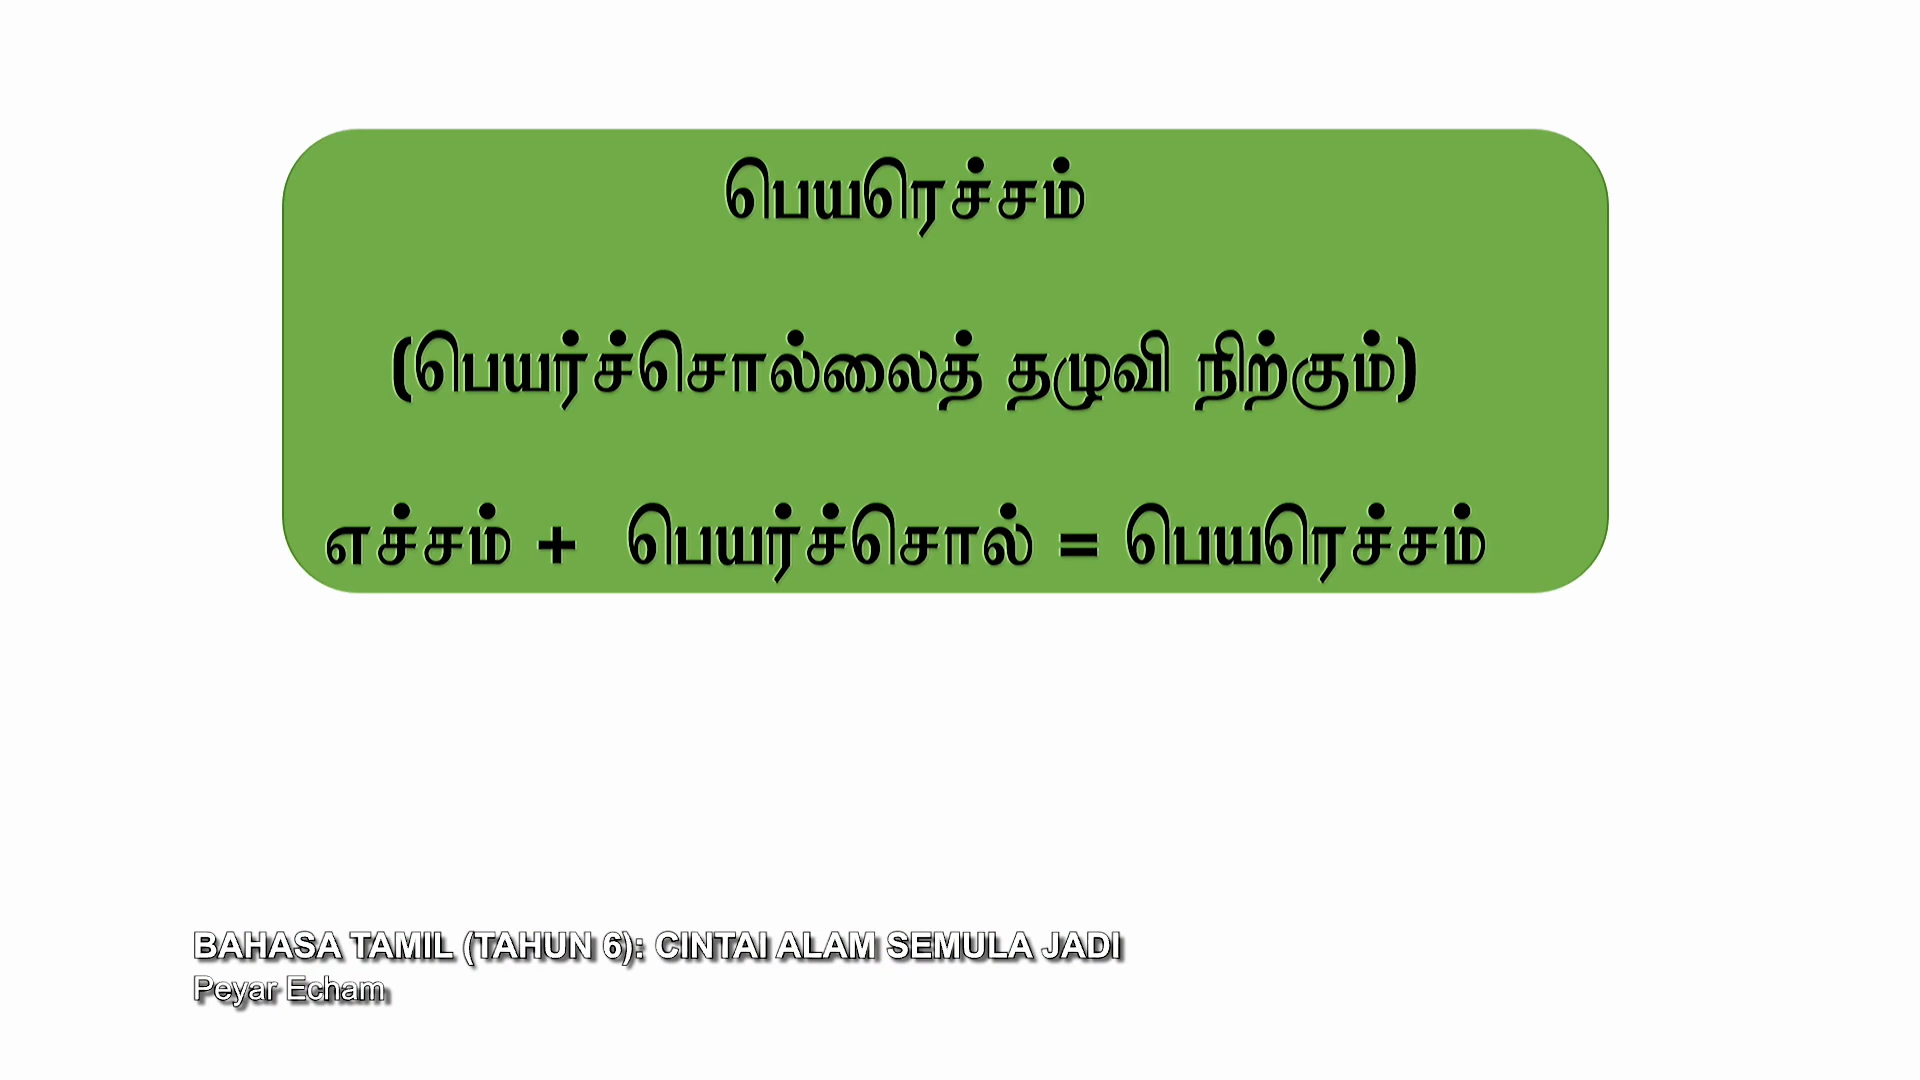 பெயரெச்சம்
(பெயர்ச்சொல்லைத் தழுவி நிற்கும்)
எச்சம் + பெயர்ச்சொல் = பெயரெச்சம்
BAHASA TAMIL (TAHUN 6): CINTAI ALAM SEMULA JADI
Peyar Echam